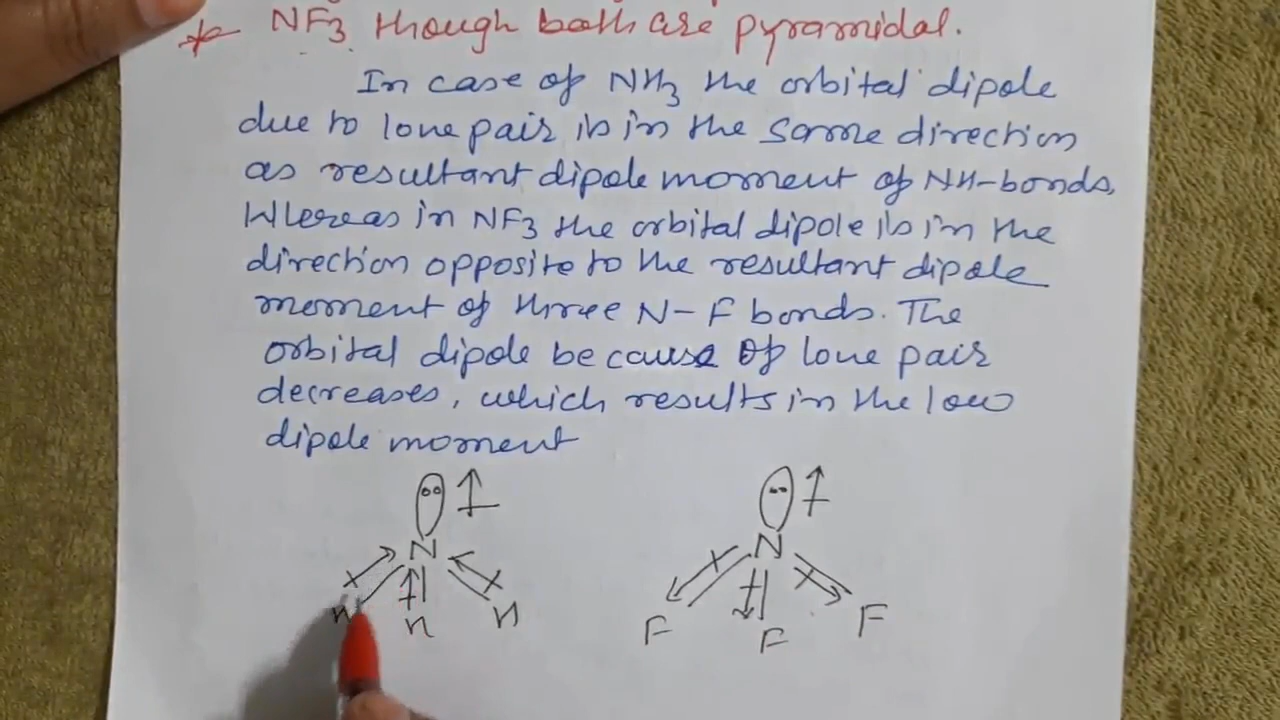 NF3 though both are pyramidal.
In case of NH3 the orbital dipole
due to lone pair is in the same direction
as resultant dipole moment of NH-bonds,
Whereas in NF3 the orbital dipole is in the
direction opposite to the resultant dipole
moment of three N-F bonds. The
orbital dipole because of lone pair
decreases, which results in the low
dipole moment
N N
H H H F F F